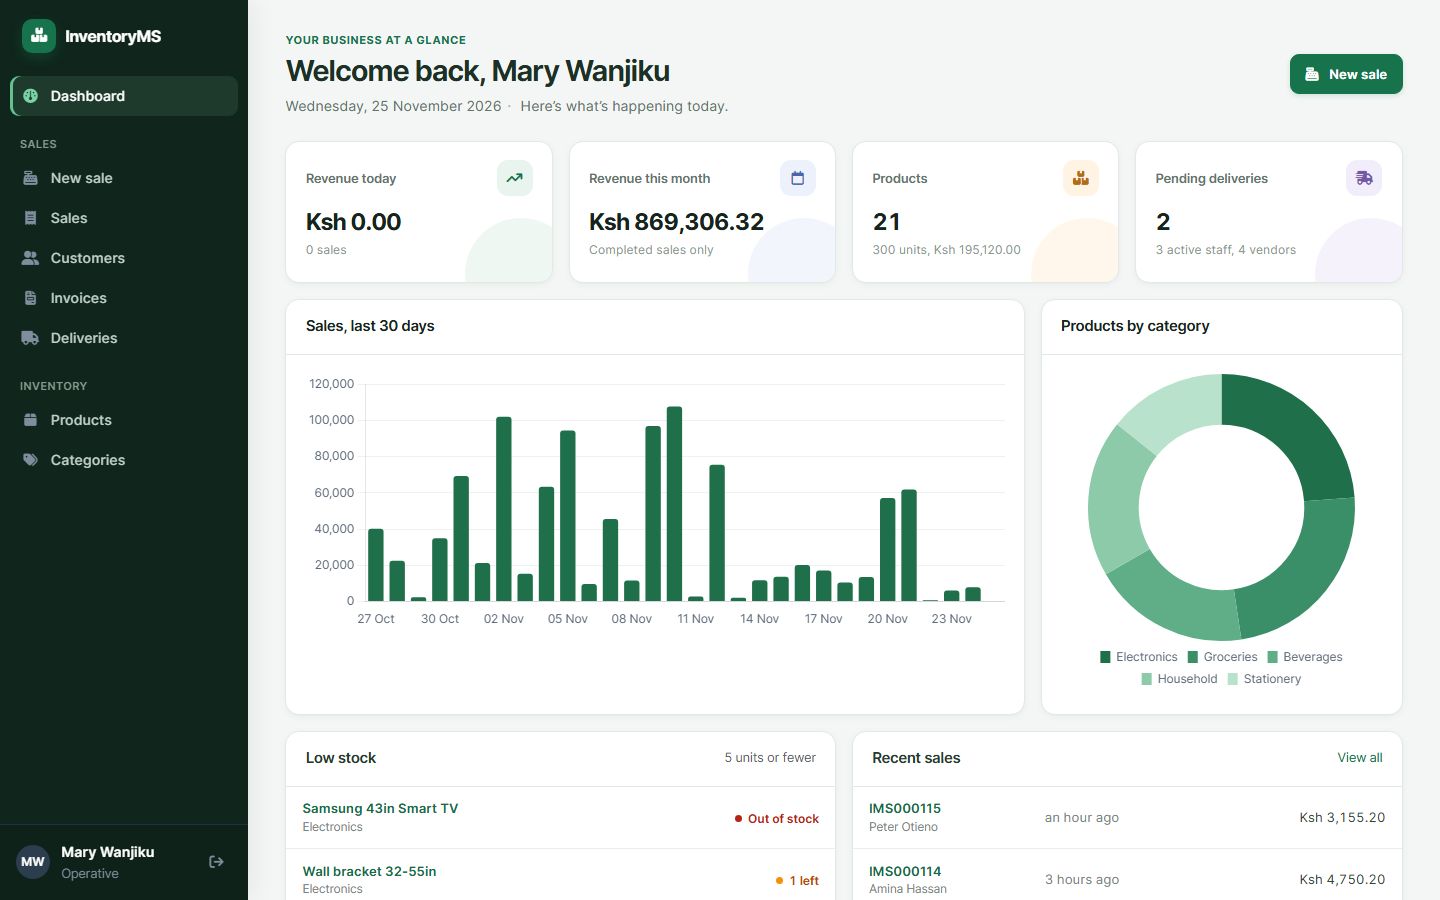 InventoryMS
Dashboard
SALES
New sale
Sales
Customers
Invoices
Deliveries
INVENTORY
Products
Categories
MW
Mary Wanjiku
Operative
YOUR BUSINESS AT A GLANCE
Welcome back, Mary Wanjiku
Wednesday, 25 November 2026 · Here's what's happening today.
New sale
Revenue today
Ksh 0.00
0 sales
Revenue this month
Ksh 869,306.32
Completed sales only
Products
21
300 units, Ksh 195,120.00
Pending deliveries
2
3 active staff, 4 vendors
Sales, last 30 days
120,000
100,000
80,000
60,000
40,000
20,000
0
27 Oct 30 Oct 02 Nov 05 Nov 08 Nov 11 Nov 14 Nov 17 Nov 20 Nov 23 Nov
Products by category
Electronics Groceries Beverages
Household Stationery
Low stock 5 units or fewer
Samsung 43in Smart TV
Electronics
Out of stock
Wall bracket 32-55in
Electronics
1 left
Recent sales View all
IMS000115
Peter Otieno
an hour ago
Ksh 3,155.20
IMS000114
Amina Hassan
3 hours ago
Ksh 4,750.20